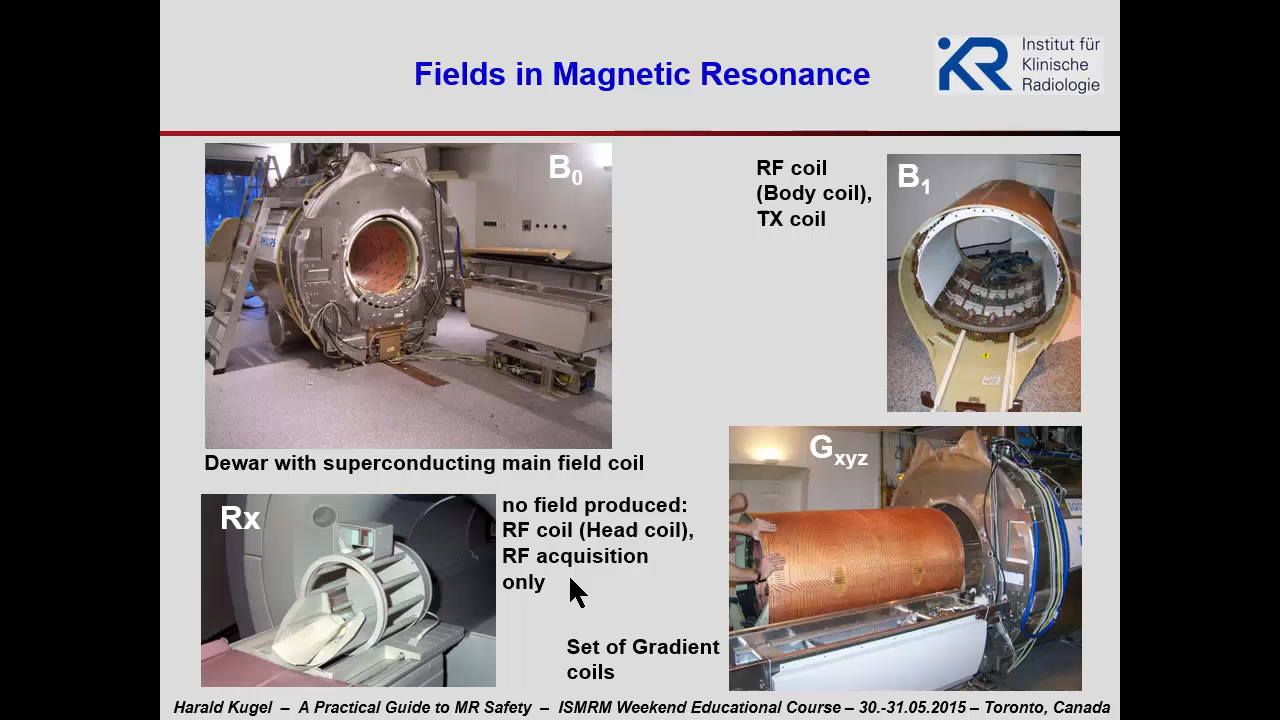 Fields in Magnetic Resonance
iKR
Institut für
Klinische
Radiologie
B0
PHILIPS
RF coil
(Body coil),
TX coil
B1
Dewar with superconducting main field coil
Rx
no field produced:
RF coil (Head coil),
RF acquisition
only
Gxyz
Set of Gradient
coils
Harald Kugel – A Practical Guide to MR Safety – ISMRM Weekend Educational Course – 30.-31.05.2015 – Toronto, Canada